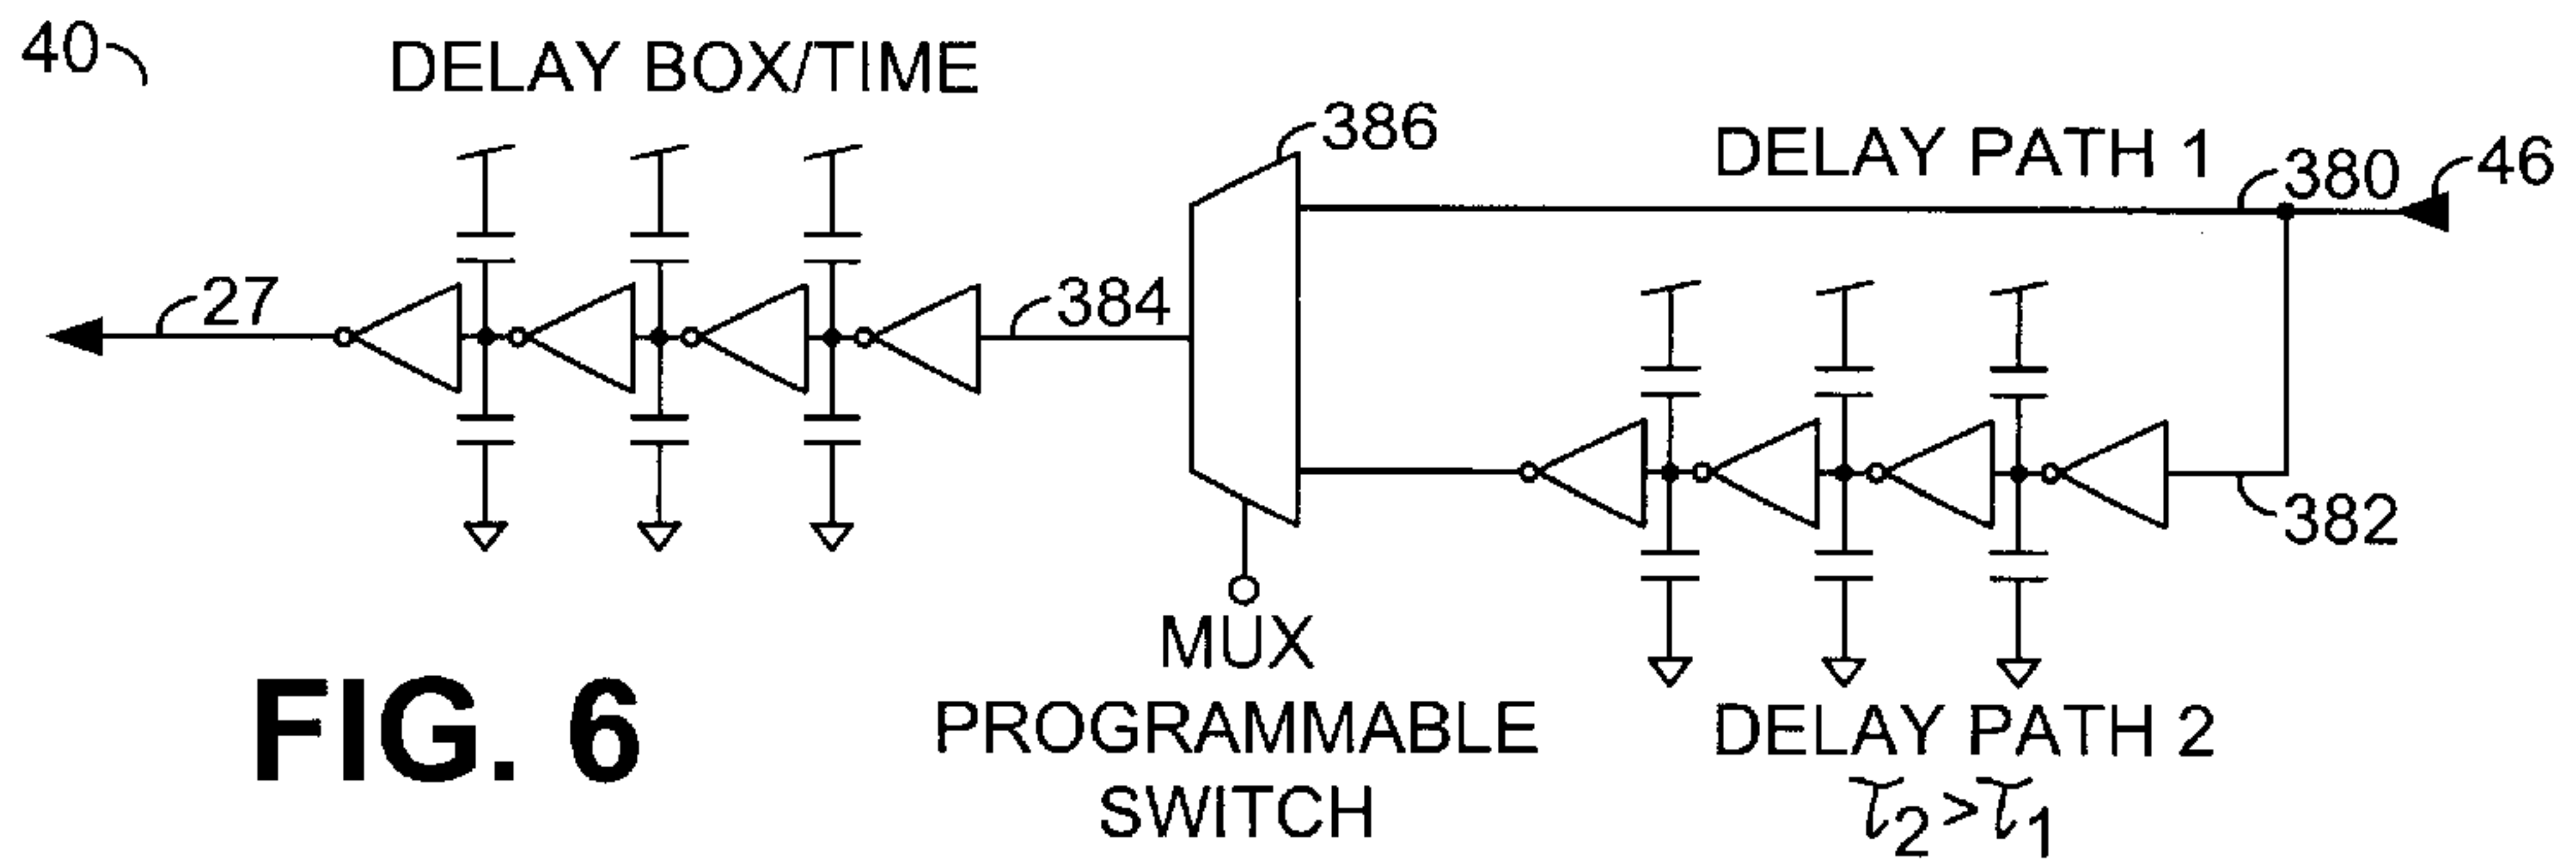 40
DELAY BOX/TIME
386
DELAY PATH 1
380
46
27
384
382
MUX
PROGRAMMABLE
SWITCH
DELAY PATH 2
τ2>τ1
FIG. 6